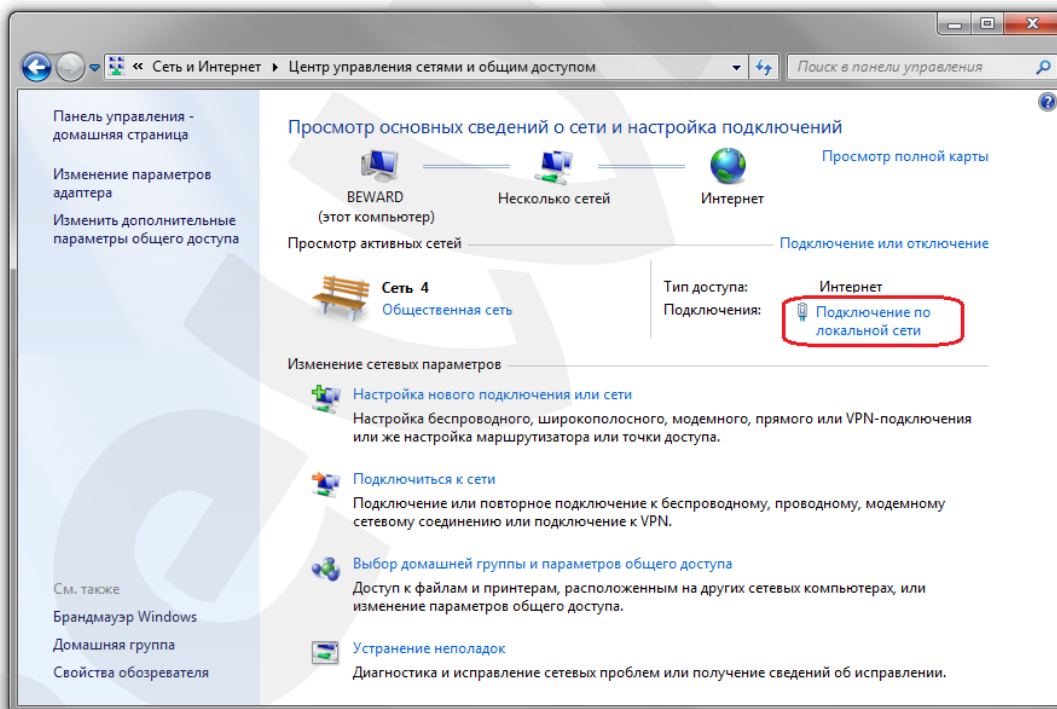 « Сеть и Интернет ▸ Центр управления сетями и общим доступом
Поиск в панели управления
Панель управления -
домашняя страница
Изменение параметров
адаптера
Изменить дополнительные
параметры общего доступа
См. также
Брандмауэр Windows
Домашняя группа
Свойства обозревателя
Просмотр основных сведений о сети и настройка подключений
Просмотр полной карты
BEWARD
(этот компьютер)
Несколько сетей
Интернет
Просмотр активных сетей
Подключение или отключение
Сеть 4
Общественная сеть
Тип доступа: Интернет
Подключения: Подключение по
локальной сети
Изменение сетевых параметров
Настройка нового подключения или сети
Настройка беспроводного, широкополосного, модемного, прямого или VPN-подключения
или же настройка маршрутизатора или точки доступа.
Подключиться к сети
Подключение или повторное подключение к беспроводному, проводному, модемному
сетевому соединению или подключение к VPN.
Выбор домашней группы и параметров общего доступа
Доступ к файлам и принтерам, расположенным на других сетевых компьютерах, или
изменение параметров общего доступа.
Устранение неполадок
Диагностика и исправление сетевых проблем или получение сведений об исправлении.